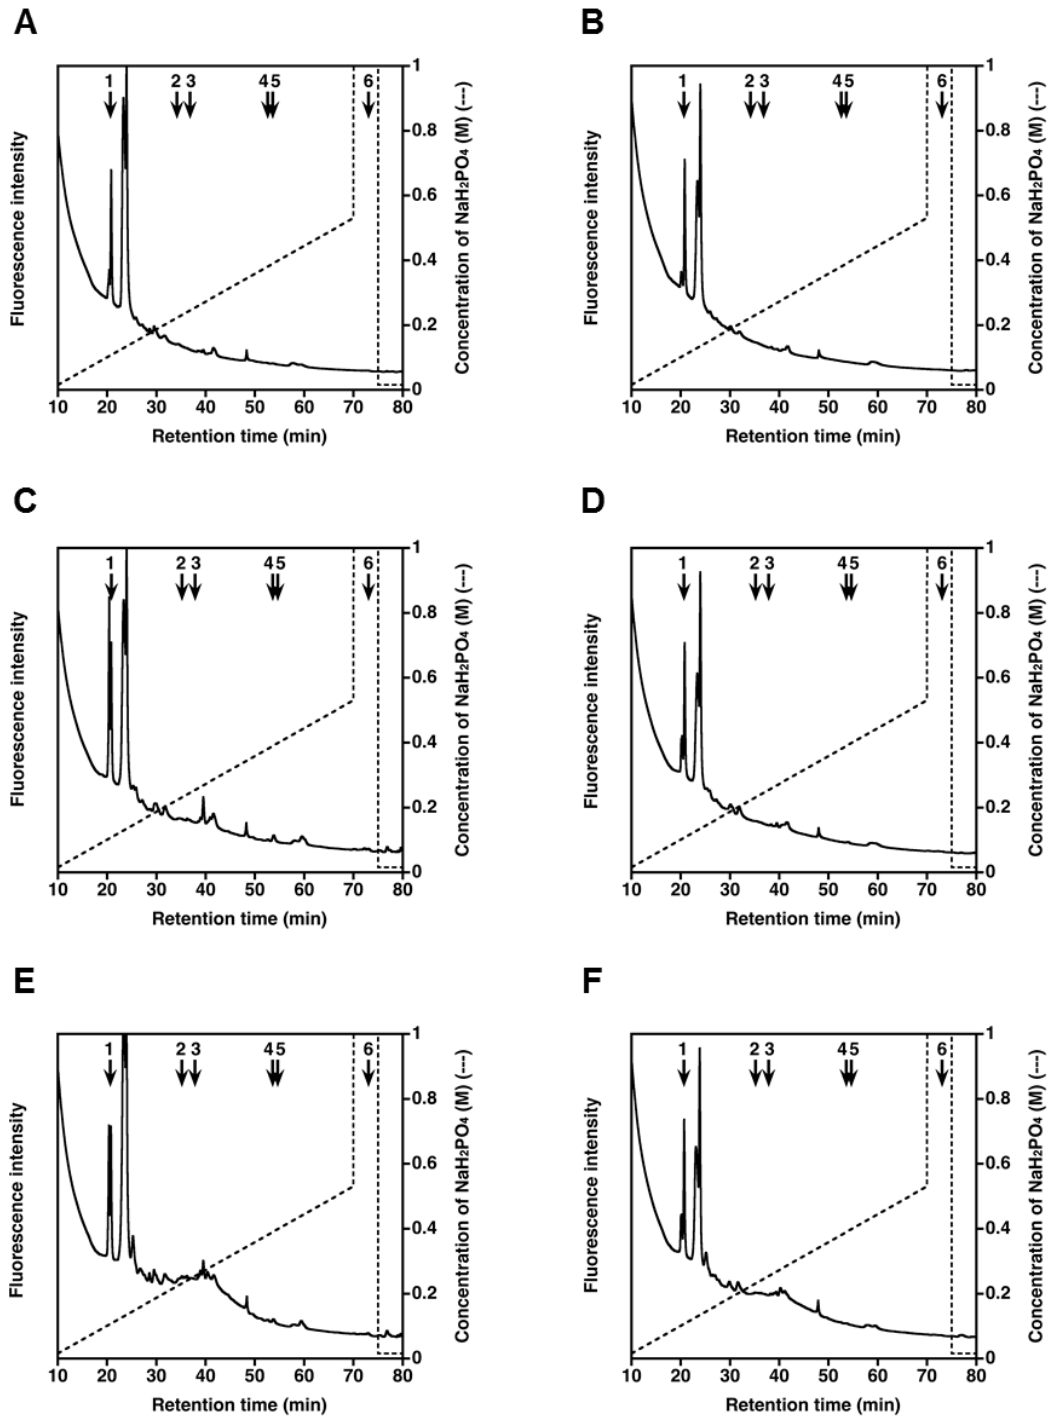 A
1 2 3 4 5 6
Fluorescence intensity
Concentration of NaH₂PO₄ (M) (---)
1
0.8
0.6
0.4
0.2
0
10 20 30 40 50 60 70 80
Retention time (min)
B
1 2 3 4 5 6
Fluorescence intensity
Concentration of NaH₂PO₄ (M) (---)
1
0.8
0.6
0.4
0.2
0
10 20 30 40 50 60 70 80
Retention time (min)
C
1 2 3 4 5 6
Fluorescence intensity
Concentration of NaH₂PO₄ (M) (---)
1
0.8
0.6
0.4
0.2
0
10 20 30 40 50 60 70 80
Retention time (min)
D
1 2 3 4 5 6
Fluorescence intensity
Concentration of NaH₂PO₄ (M) (---)
1
0.8
0.6
0.4
0.2
0
10 20 30 40 50 60 70 80
Retention time (min)
E
1 2 3 4 5 6
Fluorescence intensity
Concentration of NaH₂PO₄ (M) (---)
1
0.8
0.6
0.4
0.2
0
10 20 30 40 50 60 70 80
Retention time (min)
F
1 2 3 4 5 6
Fluorescence intensity
Concentration of NaH₂PO₄ (M) (---)
1
0.8
0.6
0.4
0.2
0
10 20 30 40 50 60 70 80
Retention time (min)